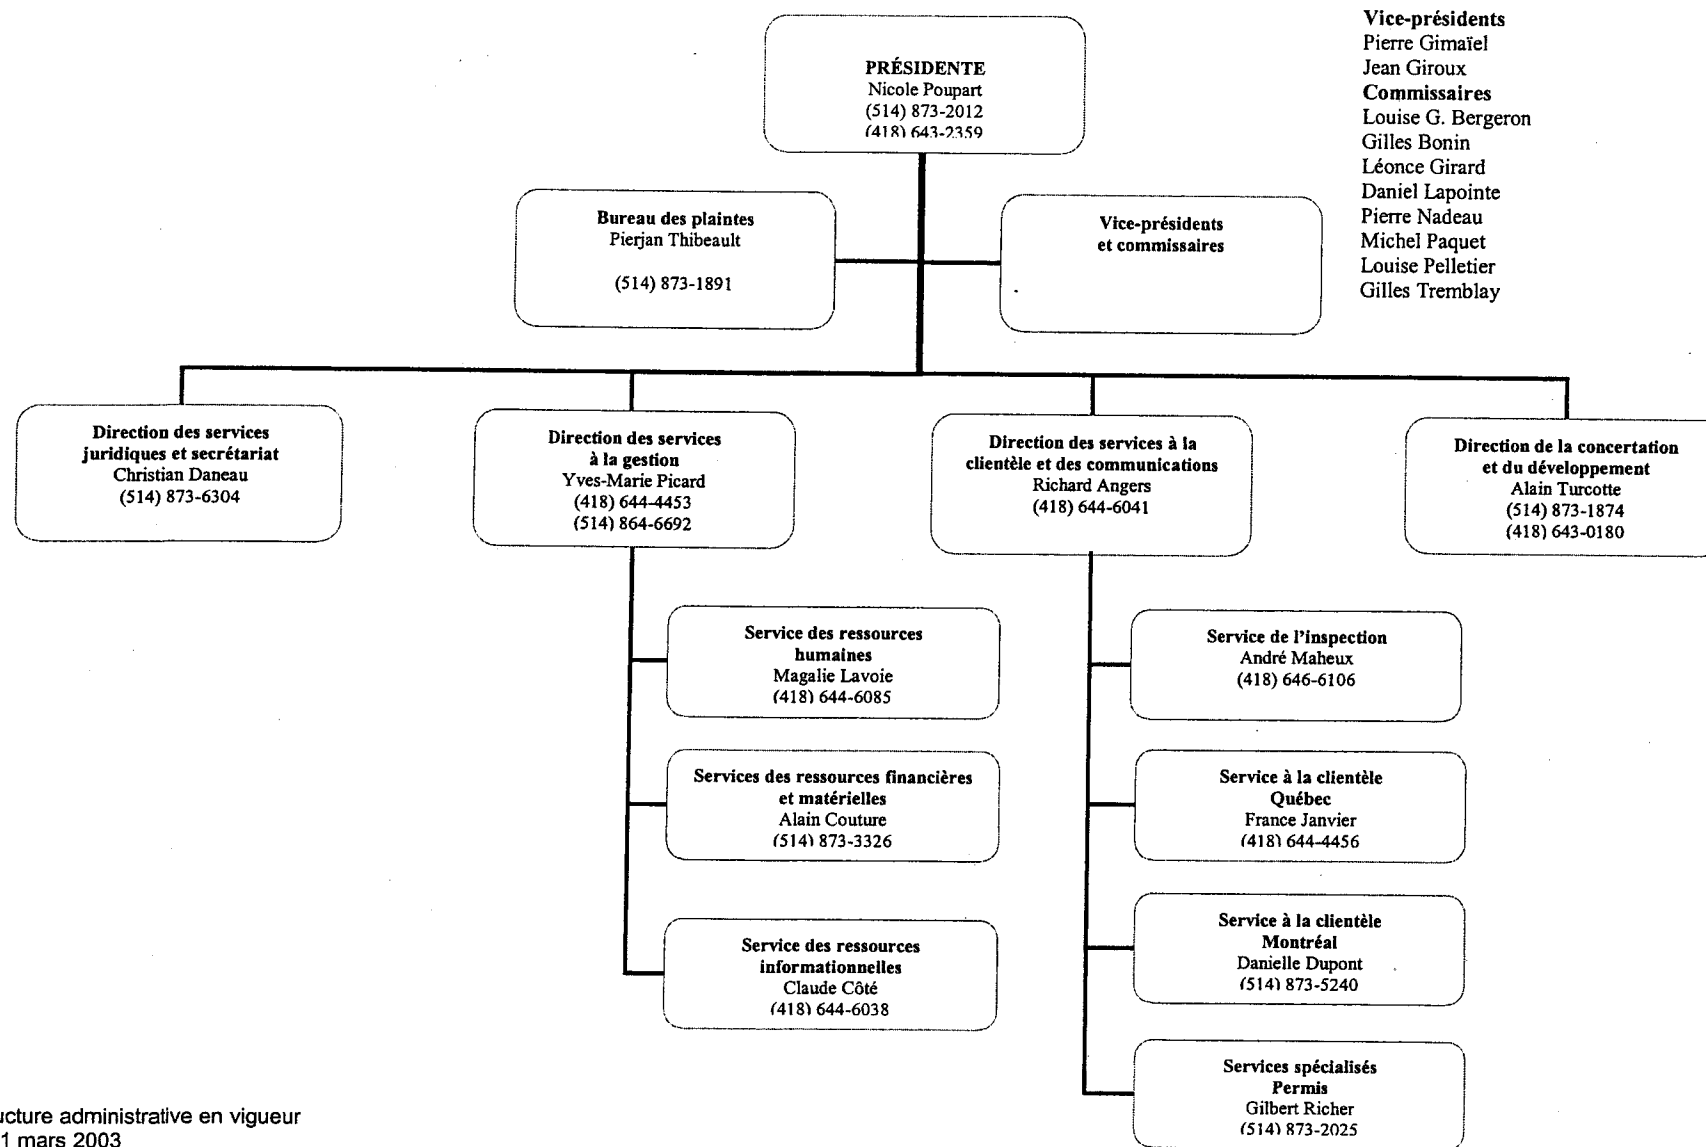 PRÉSIDENTE
Nicole Poupart
(514) 873-2012
(418) 643-2359
Vice-présidents
Pierre Gimaïel
Jean Giroux
Commissaires
Louise G. Bergeron
Gilles Bonin
Léonce Girard
Daniel Lapointe
Pierre Nadeau
Michel Paquet
Louise Pelletier
Gilles Tremblay
Bureau des plaintes
Pierjan Thibeault
(514) 873-1891
Vice-présidents
et commissaires
Direction des services
juridiques et secrétariat
Christian Daneau
(514) 873-6304
Direction des services
à la gestion
Yves-Marie Picard
(418) 644-4453
(514) 864-6692
Direction des services à la
clientèle et des communications
Richard Angers
(418) 644-6041
Direction de la concertation
et du développement
Alain Turcotte
(514) 873-1874
(418) 643-0180
Service des ressources
humaines
Magalie Lavoie
(418) 644-6085
Services des ressources financières
et matérielles
Alain Couture
(514) 873-3326
Service des ressources
informationnelles
Claude Côté
(418) 644-6038
Service de l'inspection
André Maheux
(418) 646-6106
Service à la clientèle
Québec
France Janvier
(418) 644-4456
Service à la clientèle
Montréal
Danielle Dupont
(514) 873-5240
Services spécialisés
Permis
Gilbert Richer
(514) 873-2025
ucture administrative en vigueur
1 mars 2003